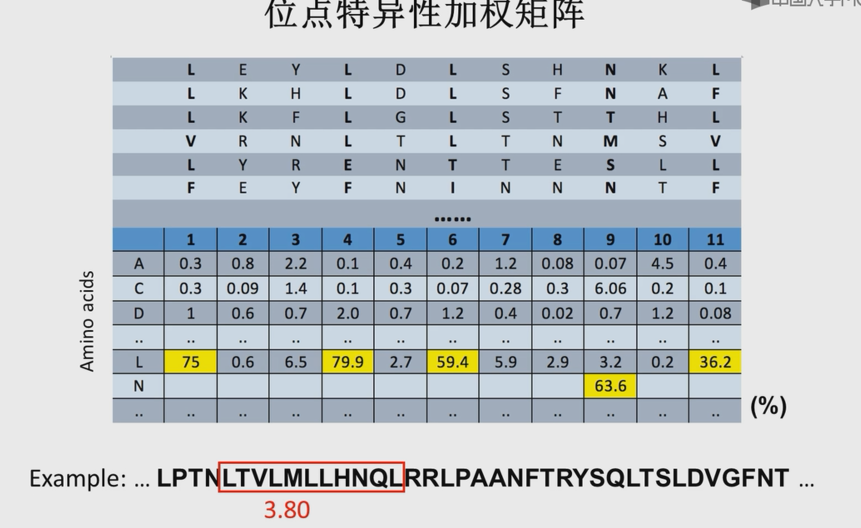 位点特异性加权矩阵
L E Y L D L S H N K L
L K H L D L S F N A F
L K F L G L S T T H L
V R N L T L T N M S V
L Y R E N T T E S L L
F E Y F N I N N N T F
......
1 2 3 4 5 6 7 8 9 10 11
A 0.3 0.8 2.2 0.1 0.4 0.2 1.2 0.08 0.07 4.5 0.4
C 0.3 0.09 1.4 0.1 0.3 0.07 0.28 0.3 6.06 0.2 0.1
D 1 0.6 0.7 2.0 0.7 1.2 0.4 0.02 0.7 1.2 0.08
.. .. .. .. .. .. .. .. .. .. .. ..
L 75 0.6 6.5 79.9 2.7 59.4 5.9 2.9 3.2 0.2 36.2
N 63.6
.. .. .. .. .. .. .. .. .. .. .. ..
Amino acids
(%)
Example: ... LPTNLTVLMLLHNQLRRLPAANFTRYSQLTSLDVGFNT ...
3.80